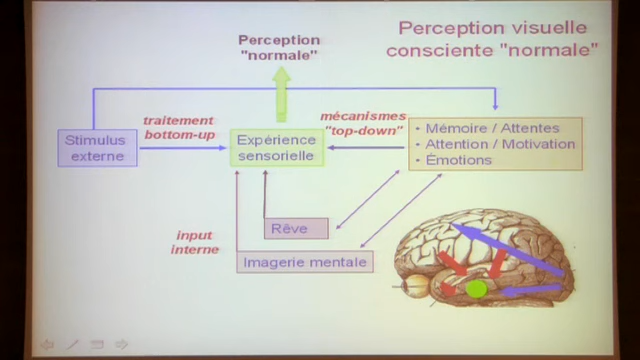 Perception visuelle
consciente "normale"
Perception
"normale"
traitement
bottom-up
mécanismes
"top-down"
Stimulus
externe
Expérience
sensorielle
• Mémoire / Attentes
• Attention / Motivation
• Émotions
input
interne
Rêve
Imagerie mentale